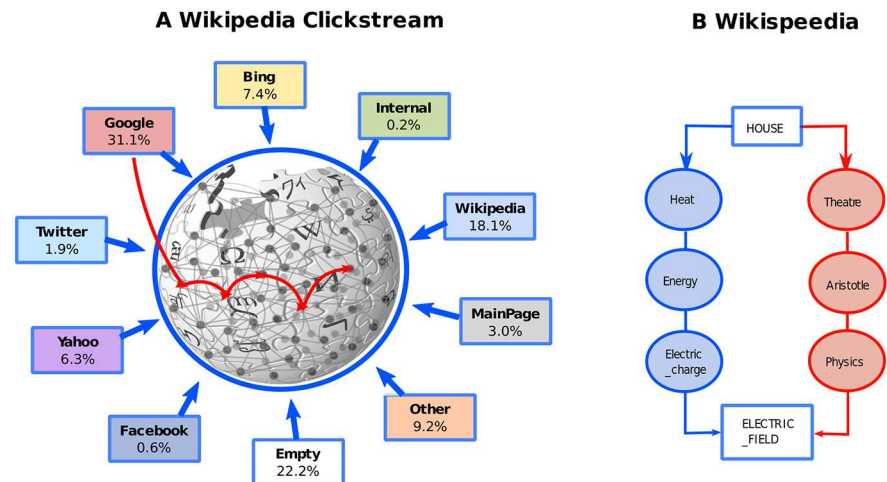 A Wikipedia Clickstream
B Wikispeedia
Bing
7.4%
Internal
0.2%
Google
31.1%
Wikipedia
18.1%
Twitter
1.9%
MainPage
3.0%
Yahoo
6.3%
Other
9.2%
Facebook
0.6%
Empty
22.2%
Ω
W
HOUSE
Heat
Theatre
Energy
Aristotle
Electric
_charge
Physics
ELECTRIC
_FIELD